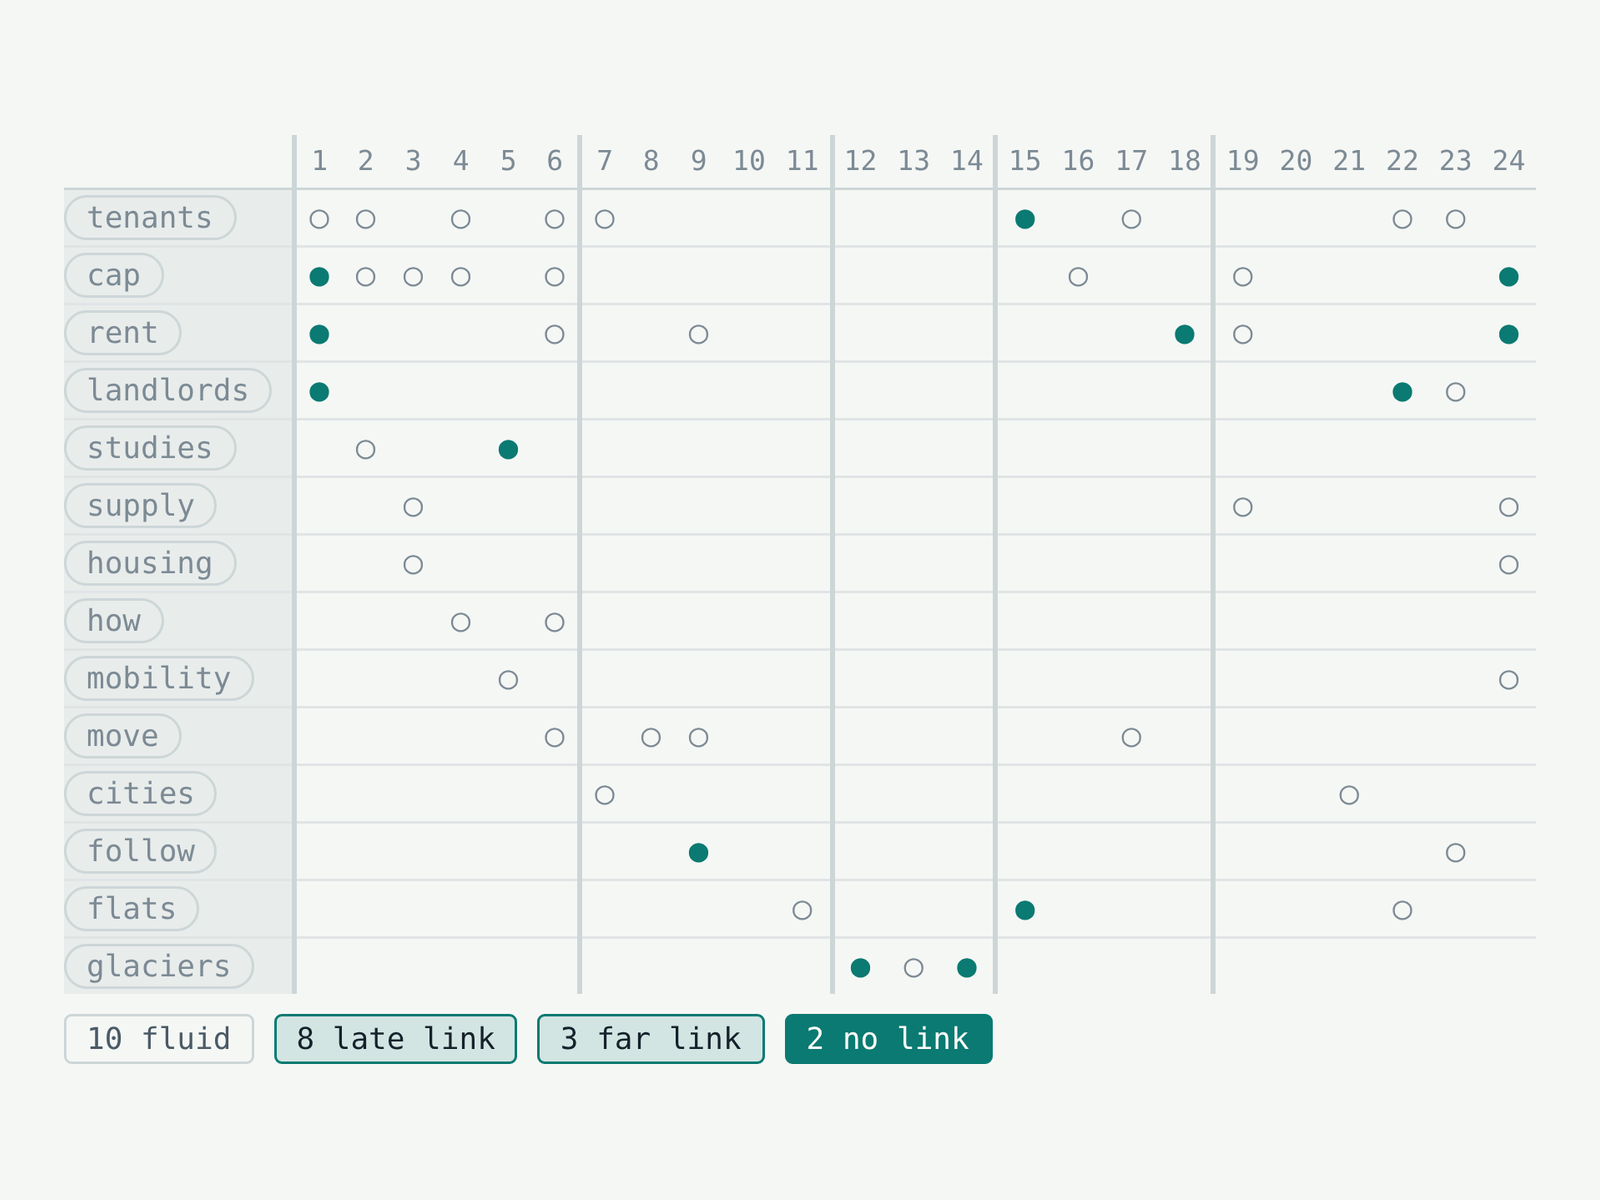 1 2 3 4 5 6 7 8 9 10 11 12 13 14 15 16 17 18 19 20 21 22 23 24
tenants
cap
rent
landlords
studies
supply
housing
how
mobility
move
cities
follow
flats
glaciers
10 fluid 8 late link 3 far link 2 no link